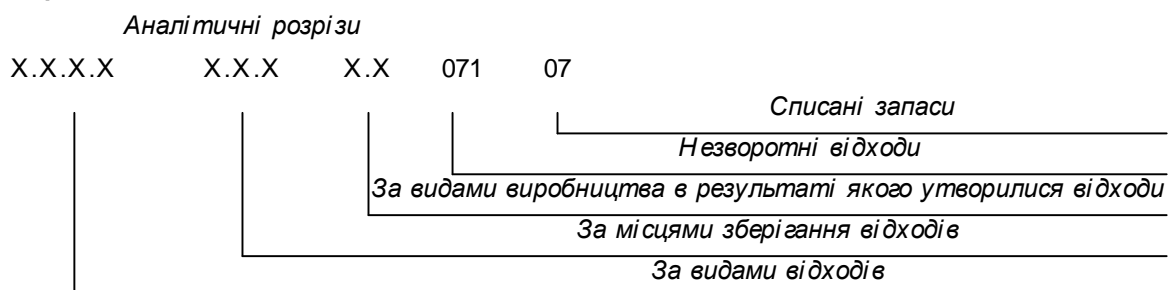 Аналітичні розрізи
Х.Х.Х.Х Х.Х.Х Х.Х 071 07
Списані запаси
Незворотні відходи
За видами виробництва в результаті якого утворилися відходи
За місцями зберігання відходів
За видами відходів